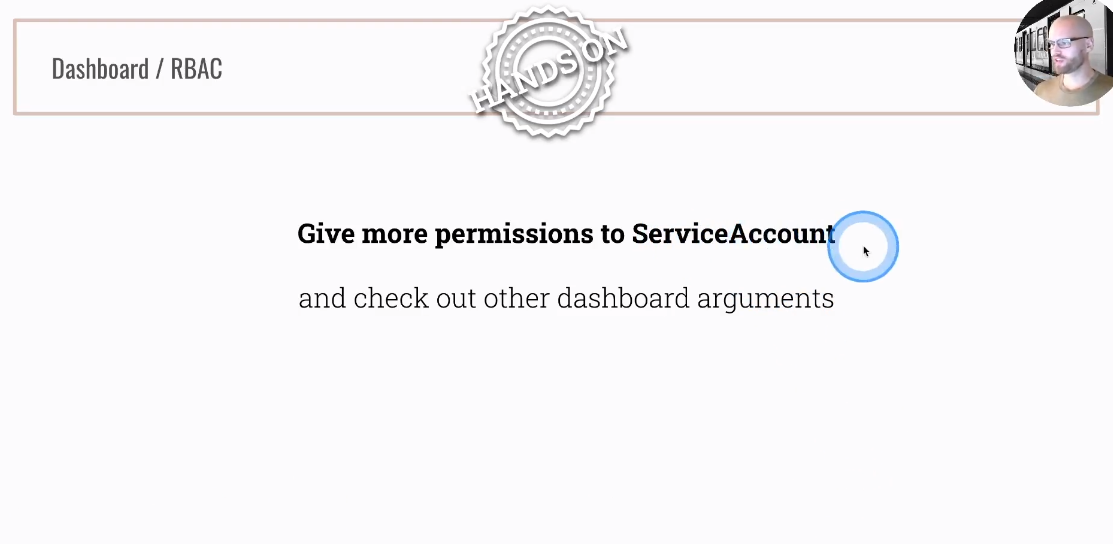 Dashboard / RBAC
HANDS ON
Give more permissions to ServiceAccount
and check out other dashboard arguments